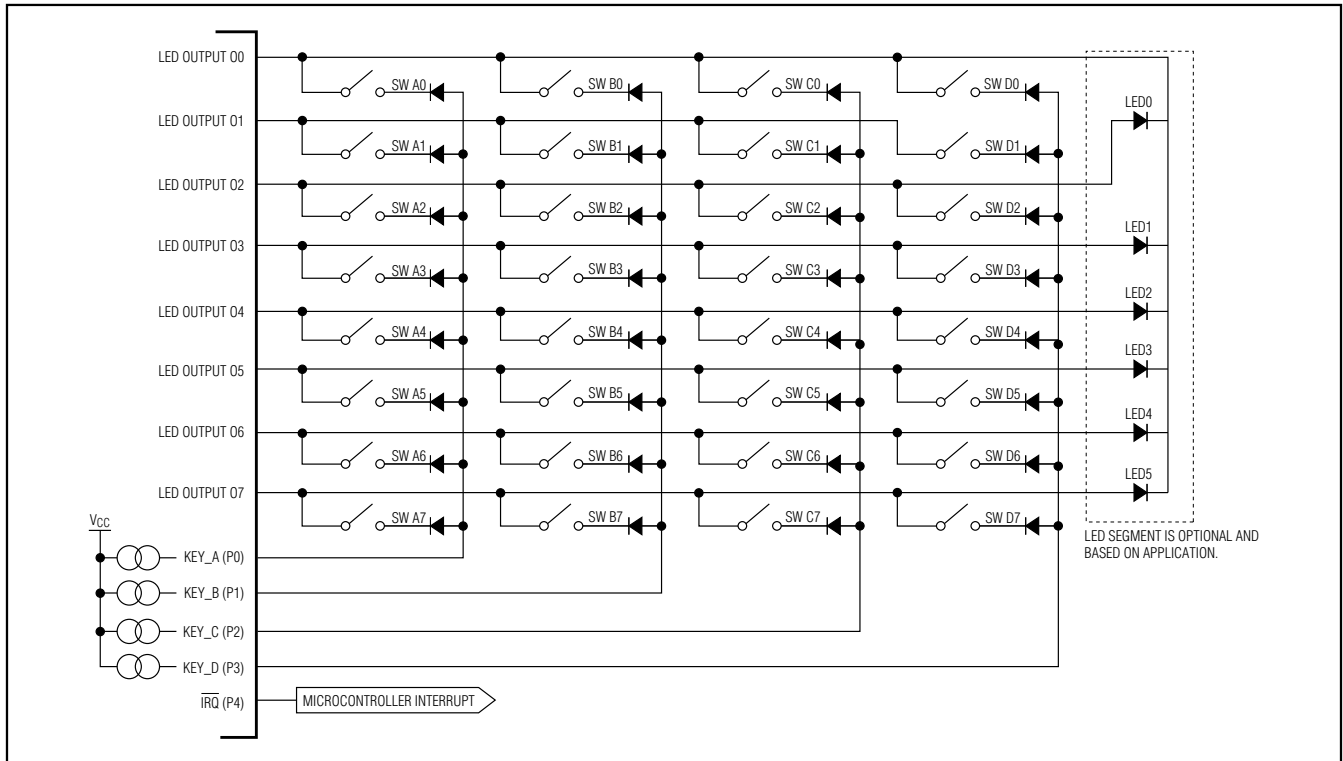 LED OUTPUT O0
SW A0
SW B0
SW C0
SW D0
LED0
LED OUTPUT O1
SW A1
SW B1
SW C1
SW D1
LED OUTPUT O2
SW A2
SW B2
SW C2
SW D2
LED1
LED OUTPUT O3
SW A3
SW B3
SW C3
SW D3
LED2
LED OUTPUT O4
SW A4
SW B4
SW C4
SW D4
LED3
LED OUTPUT O5
SW A5
SW B5
SW C5
SW D5
LED4
LED OUTPUT O6
SW A6
SW B6
SW C6
SW D6
LED5
LED OUTPUT O7
SW A7
SW B7
SW C7
SW D7
VCC
LED SEGMENT IS OPTIONAL AND
BASED ON APPLICATION.
KEY_A (P0)
KEY_B (P1)
KEY_C (P2)
KEY_D (P3)
IRQ (P4)
MICROCONTROLLER INTERRUPT